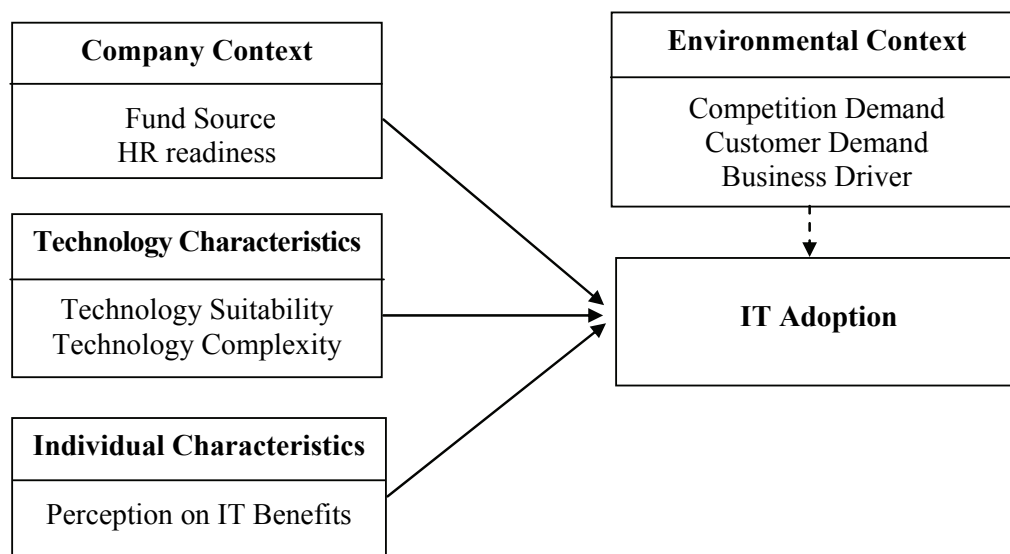 Company Context
Fund Source
HR readiness
Environmental Context
Competition Demand
Customer Demand
Business Driver
Technology Characteristics
Technology Suitability
Technology Complexity
IT Adoption
Individual Characteristics
Perception on IT Benefits